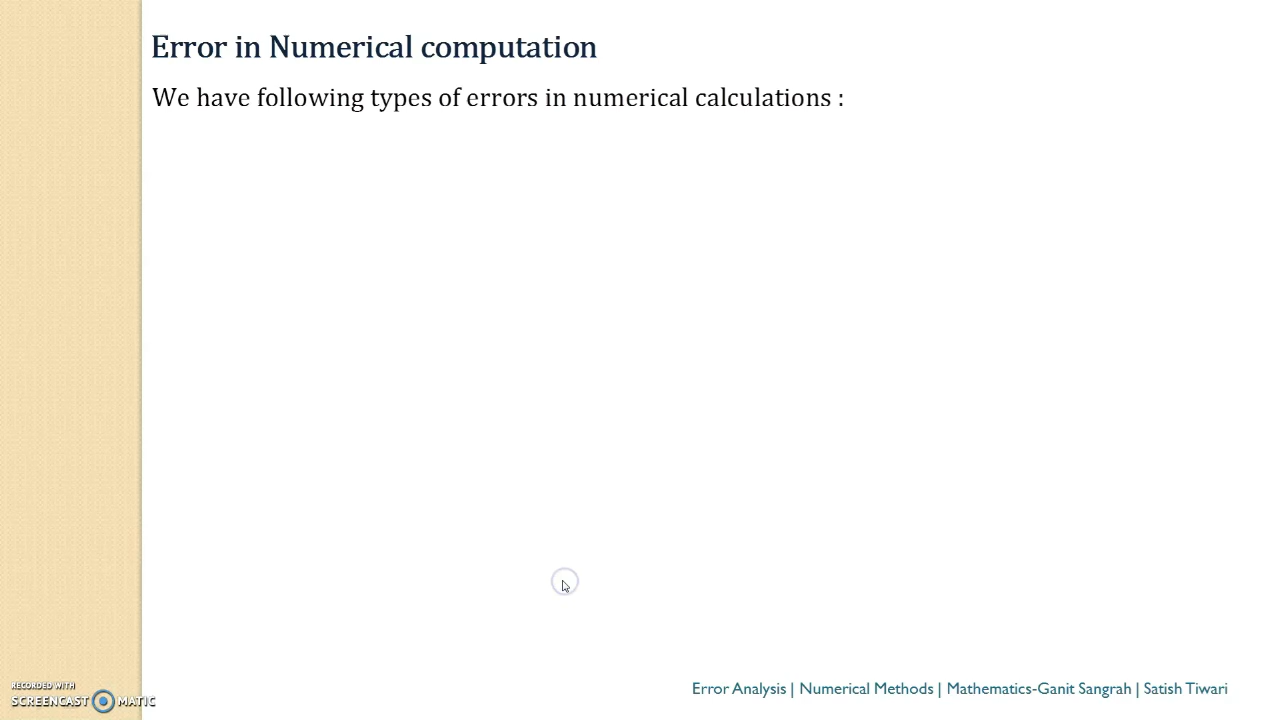 Error in Numerical computation
We have following types of errors in numerical calculations :
RECORDED WITH
SCREENCAST MATIC
Error Analysis | Numerical Methods | Mathematics-Ganit Sangrah | Satish Tiwari